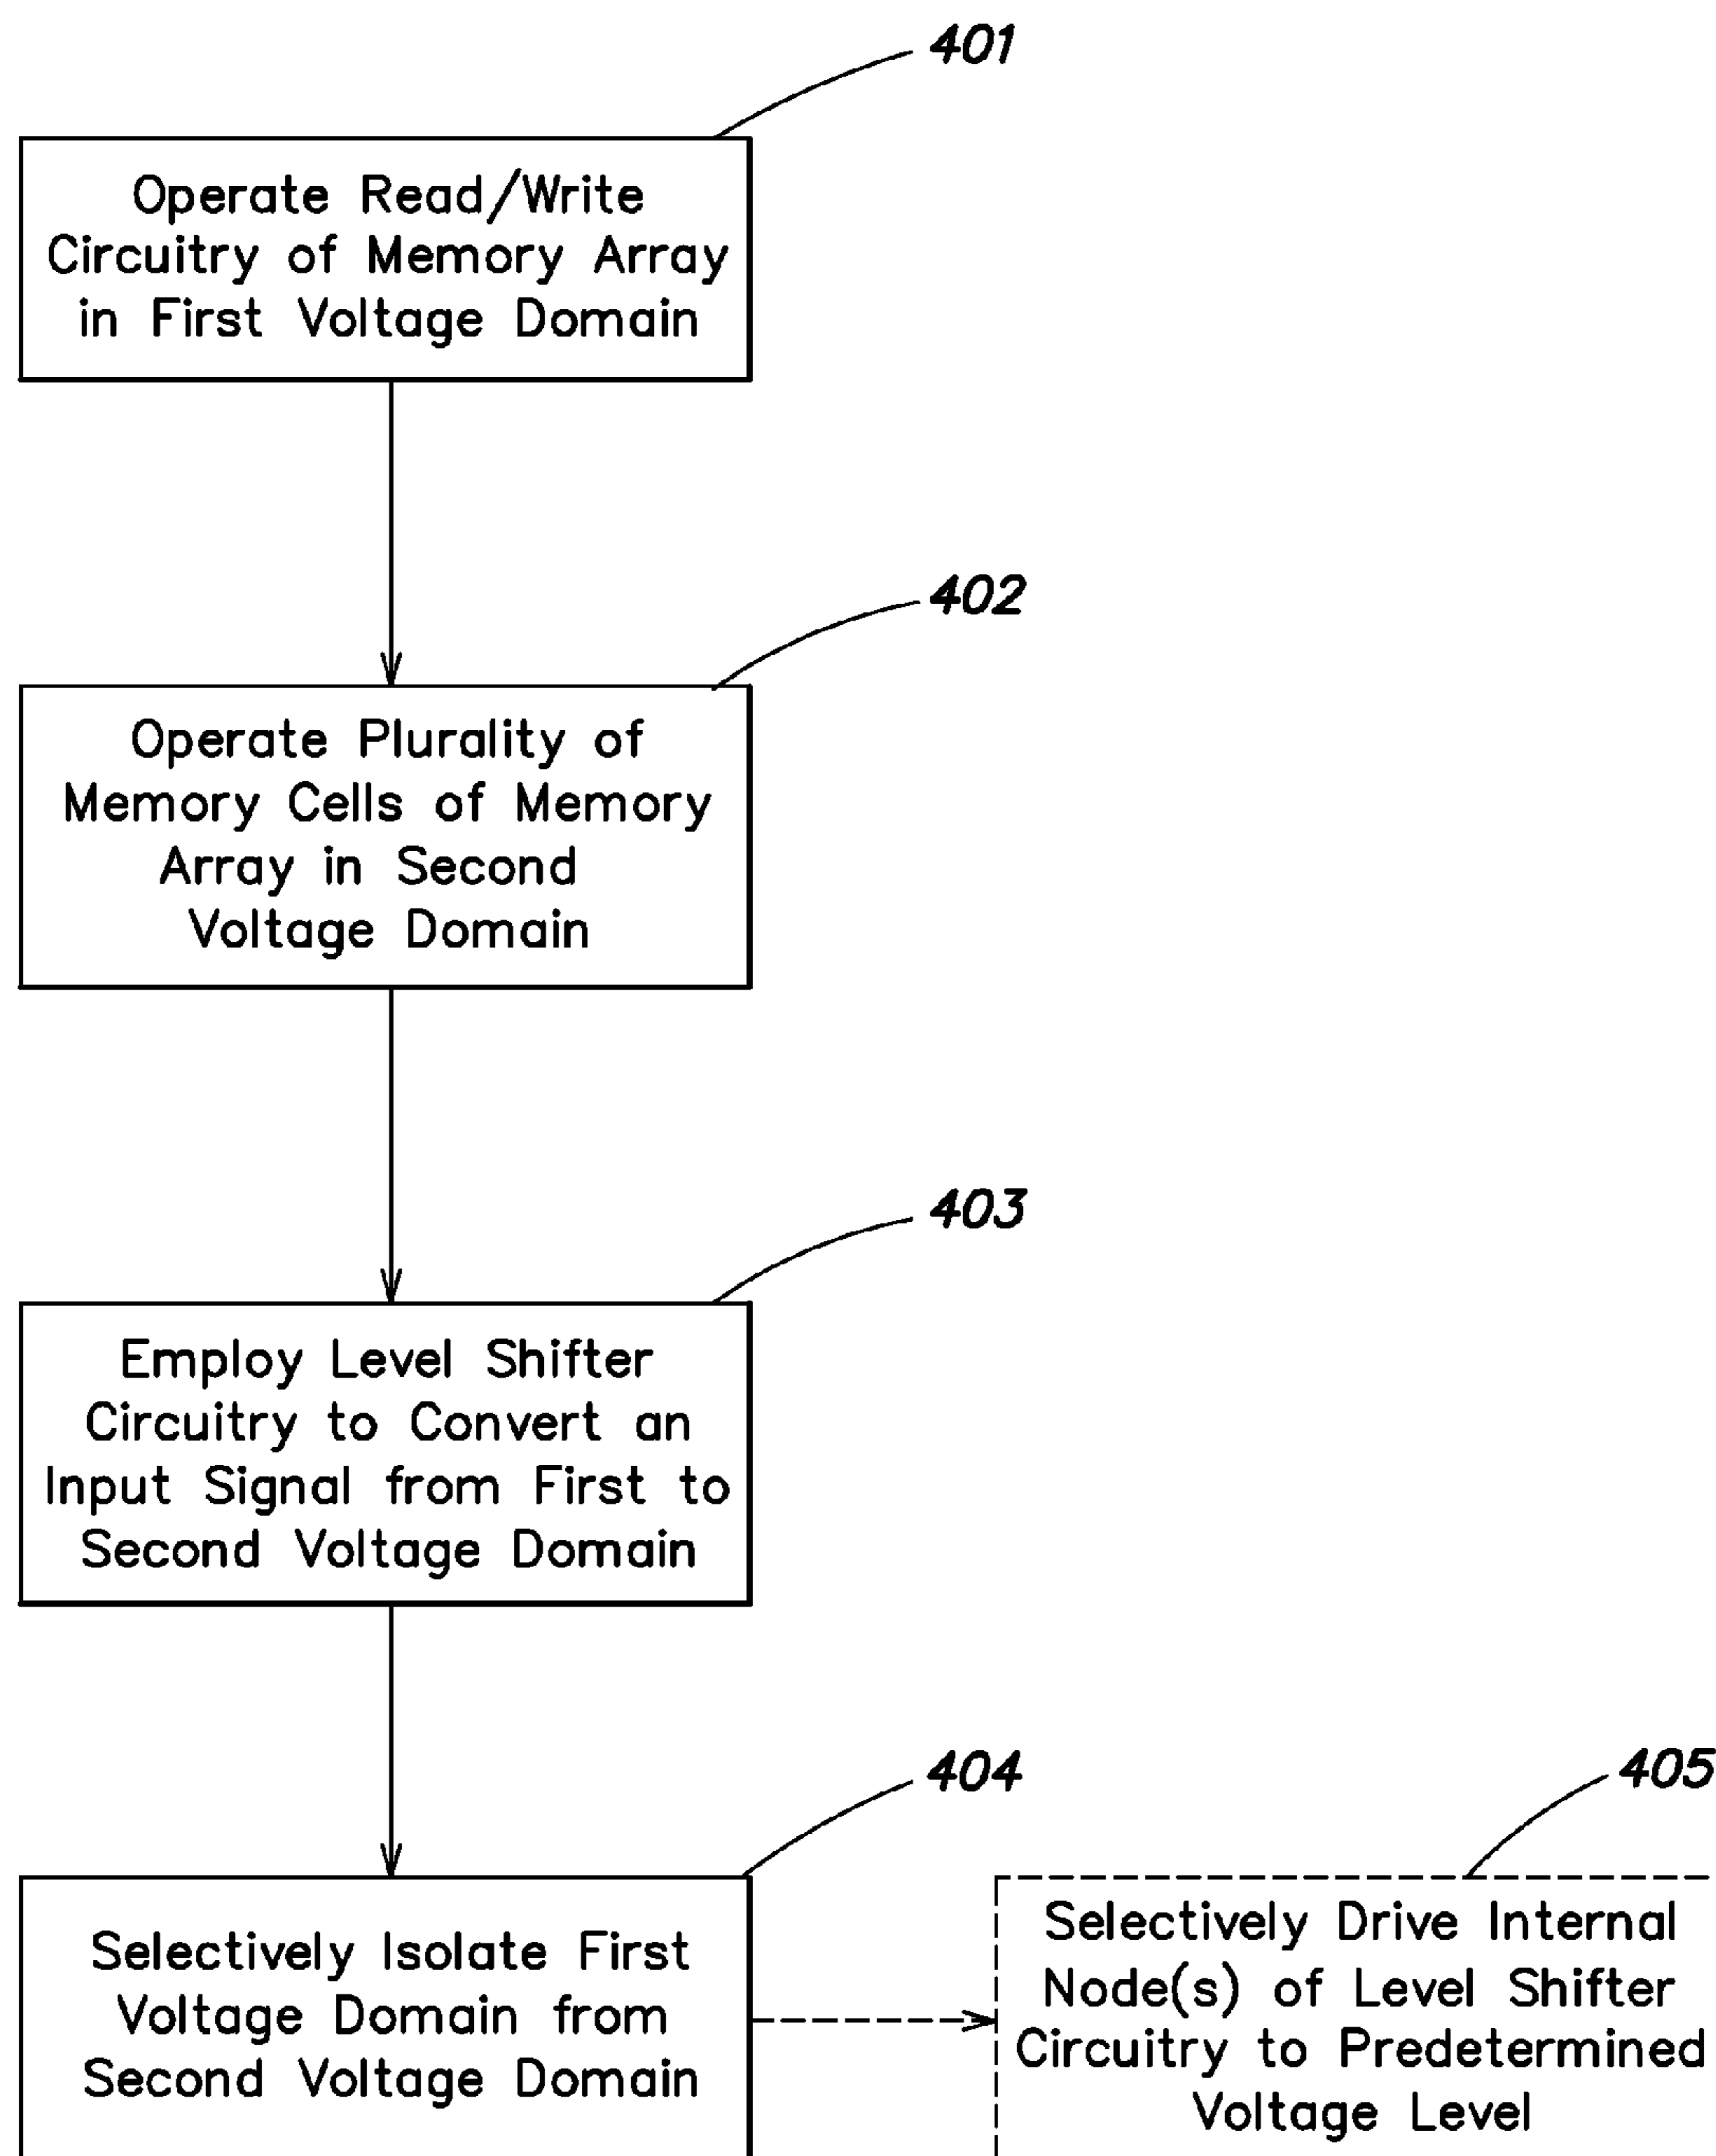 401
Operate Read/Write
Circuitry of Memory Array
in First Voltage Domain
402
Operate Plurality of
Memory Cells of Memory
Array in Second
Voltage Domain
403
Employ Level Shifter
Circuitry to Convert an
Input Signal from First to
Second Voltage Domain
404
Selectively Isolate First
Voltage Domain from
Second Voltage Domain
405
Selectively Drive Internal
Node(s) of Level Shifter
Circuitry to Predetermined
Voltage Level